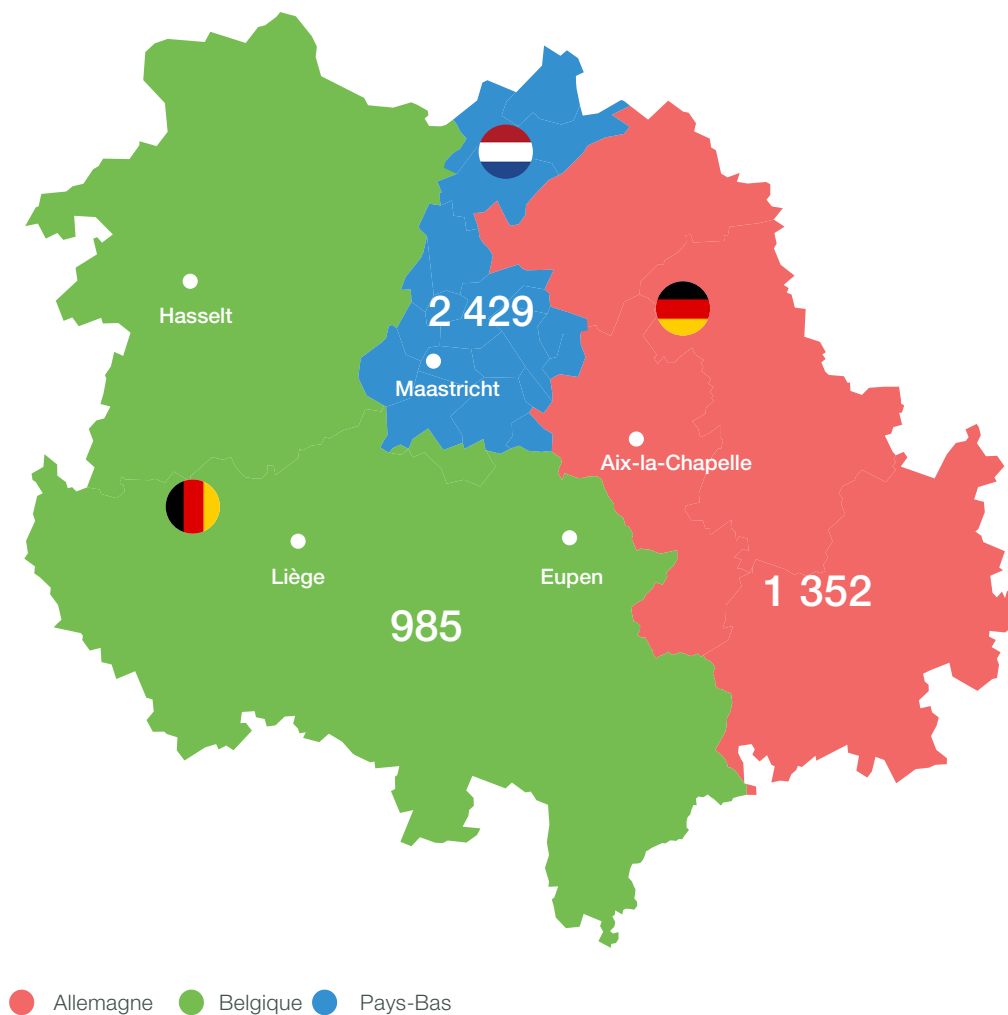 Hasselt
2 429
Maastricht
Aix-la-Chapelle
Liège
Eupen
1 352
985
Allemagne
Belgique
Pays-Bas